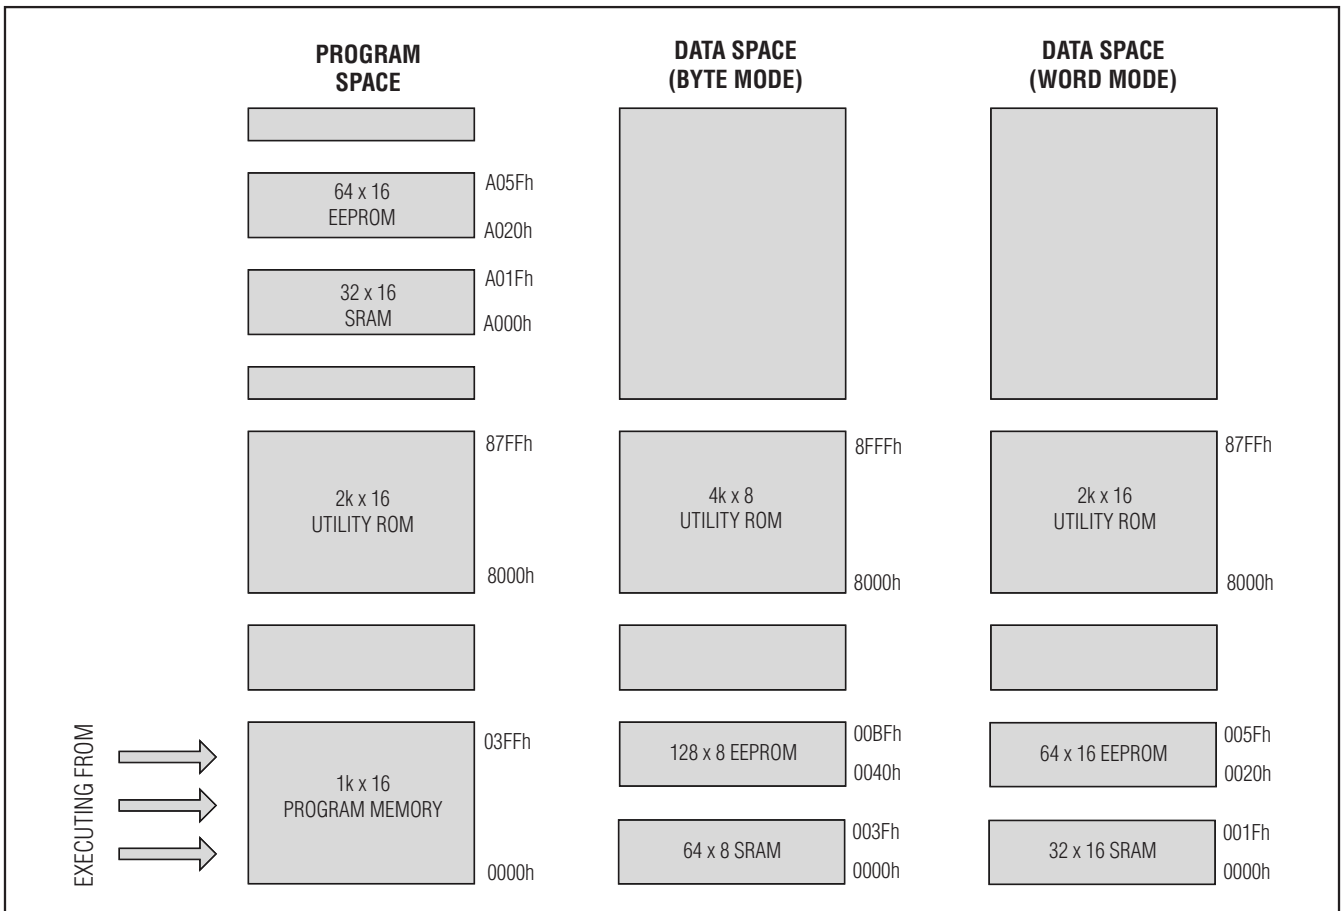 PROGRAM
SPACE
DATA SPACE
(BYTE MODE)
DATA SPACE
(WORD MODE)
64 x 16
EEPROM
A05Fh
A020h
32 x 16
SRAM
A01Fh
A000h
2k x 16
UTILITY ROM
87FFh
8000h
4k x 8
UTILITY ROM
8FFFh
8000h
2k x 16
UTILITY ROM
87FFh
8000h
EXECUTING FROM
1k x 16
PROGRAM MEMORY
03FFh
0000h
128 x 8 EEPROM
00BFh
0040h
64 x 8 SRAM
003Fh
0000h
64 x 16 EEPROM
005Fh
0020h
32 x 16 SRAM
001Fh
0000h